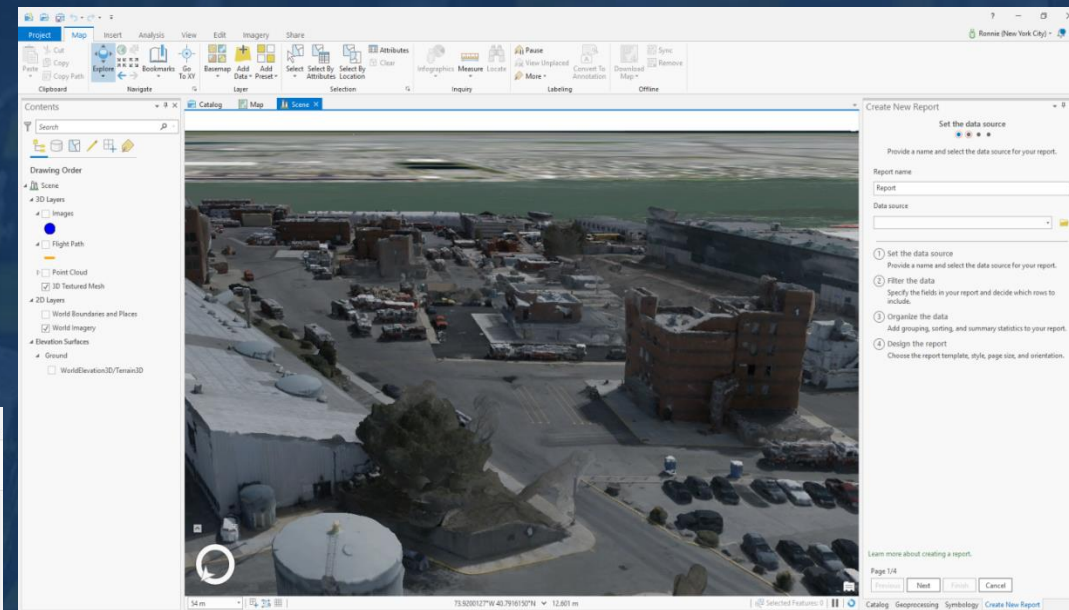 ?
Ronnie (New York City)
Project Map Insert Analysis View Edit Imagery Share
Cut
Copy
Copy Path
Paste
Explore
Bookmarks
Go To XY
Basemap
Add Data
Add Preset
Select
Select By Attributes
Select By Location
Attributes
Clear
Infographics
Measure
Locate
Pause
View Unplaced
More
Convert To Annotation
Download Map
Sync
Remove
Clipboard Navigate Layer Selection Inquiry Labeling Offline
Contents
Search
Drawing Order
Scene
3D Layers
Images
Flight Path
Point Cloud
3D Textured Mesh
2D Layers
World Boundaries and Places
World Imagery
Elevation Surfaces
Ground
WorldElevation3D/Terrain3D
Catalog Map Scene
54 m
73.9200127°W 40.7916150°N 12.601 m
Selected Features: 0
Create New Report
Set the data source
Provide a name and select the data source for your report.
Report name
Report
Data source
1 Set the data source
Provide a name and select the data source for your report.
2 Filter the data
Specify the fields in your report and decide which rows to
include.
3 Organize the data
Add grouping, sorting, and summary statistics to your report.
4 Design the report
Choose the report template, style, page size, and orientation.
Learn more about creating a report.
Page 1/4
Previous Next Finish Cancel
Catalog Geoprocessing Symbology Create New Report